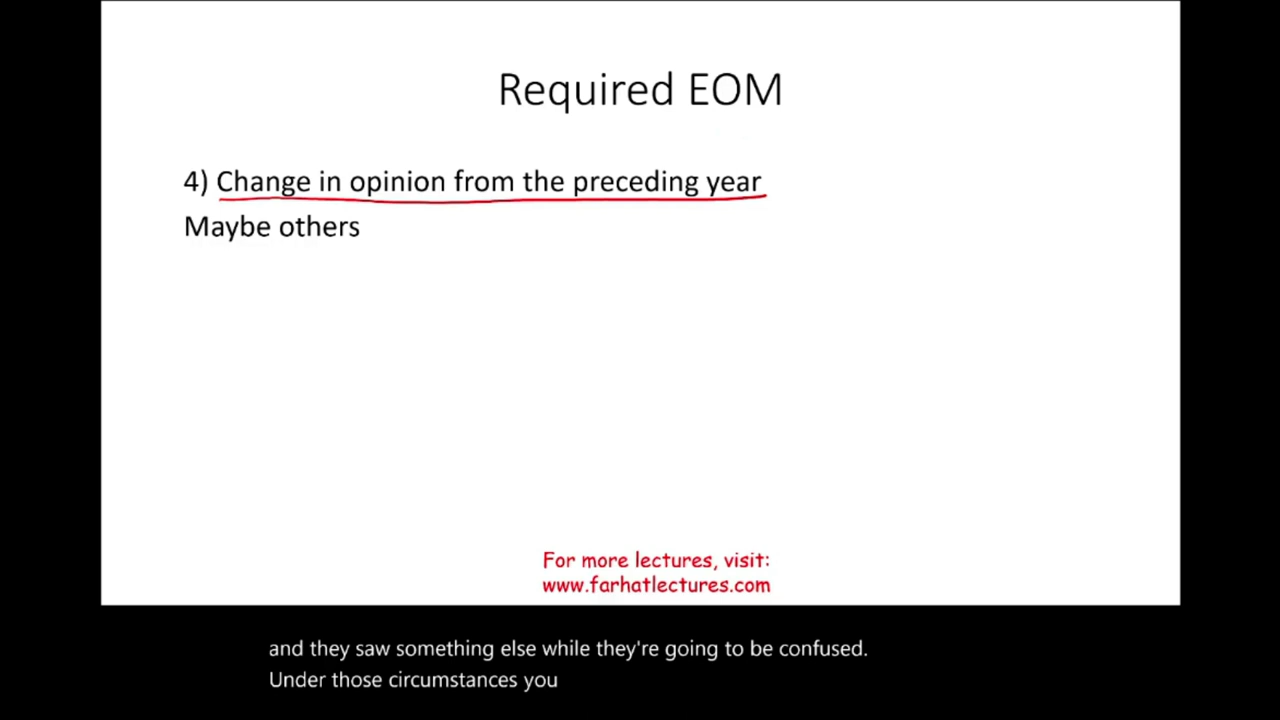 Required EOM
4) Change in opinion from the preceding year
Maybe others
For more lectures, visit:
www.farhatlectures.com
and they saw something else while they're going to be confused.
Under those circumstances you